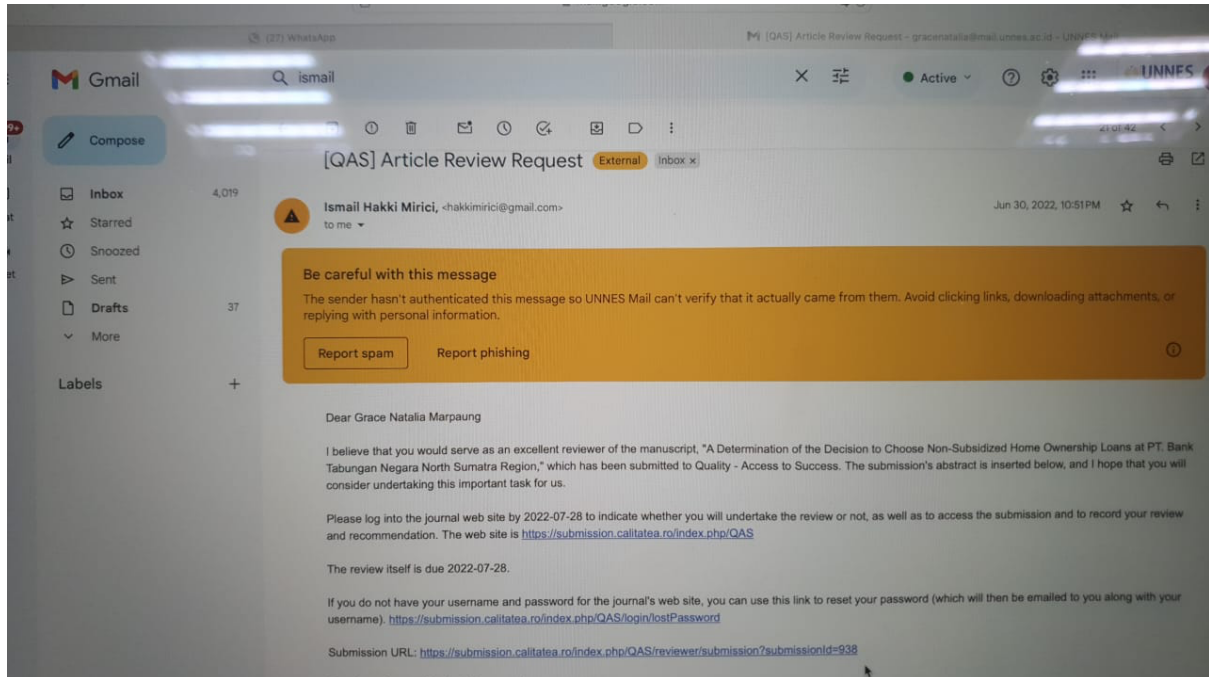 (27) WhatsApp
[QAS] Article Review Request - gracenatalia@mail.unnes.ac.id - UNNES Mail
Gmail
ismail
Active
UNNES
9+
Compose
21 of 42
[QAS] Article Review Request External Inbox x
Inbox 4,019
Starred
Snoozed
Sent
Drafts 37
More
Labels +
Ismail Hakki Mirici, <hakkimirici@gmail.com>
Jun 30, 2022, 10:51 PM
to me
Be careful with this message
The sender hasn't authenticated this message so UNNES Mail can't verify that it actually came from them. Avoid clicking links, downloading attachments, or
replying with personal information.
Report spam Report phishing
Dear Grace Natalia Marpaung
I believe that you would serve as an excellent reviewer of the manuscript, "A Determination of the Decision to Choose Non-Subsidized Home Ownership Loans at PT. Bank
Tabungan Negara North Sumatra Region," which has been submitted to Quality - Access to Success. The submission's abstract is inserted below, and I hope that you will
consider undertaking this important task for us.
Please log into the journal web site by 2022-07-28 to indicate whether you will undertake the review or not, as well as to access the submission and to record your review
and recommendation. The web site is https://submission.calitatea.ro/index.php/QAS
The review itself is due 2022-07-28.
If you do not have your username and password for the journal's web site, you can use this link to reset your password (which will then be emailed to you along with your
username). https://submission.calitatea.ro/index.php/QAS/login/lostPassword
Submission URL: https://submission.calitatea.ro/index.php/QAS/reviewer/submission?submissionId=938